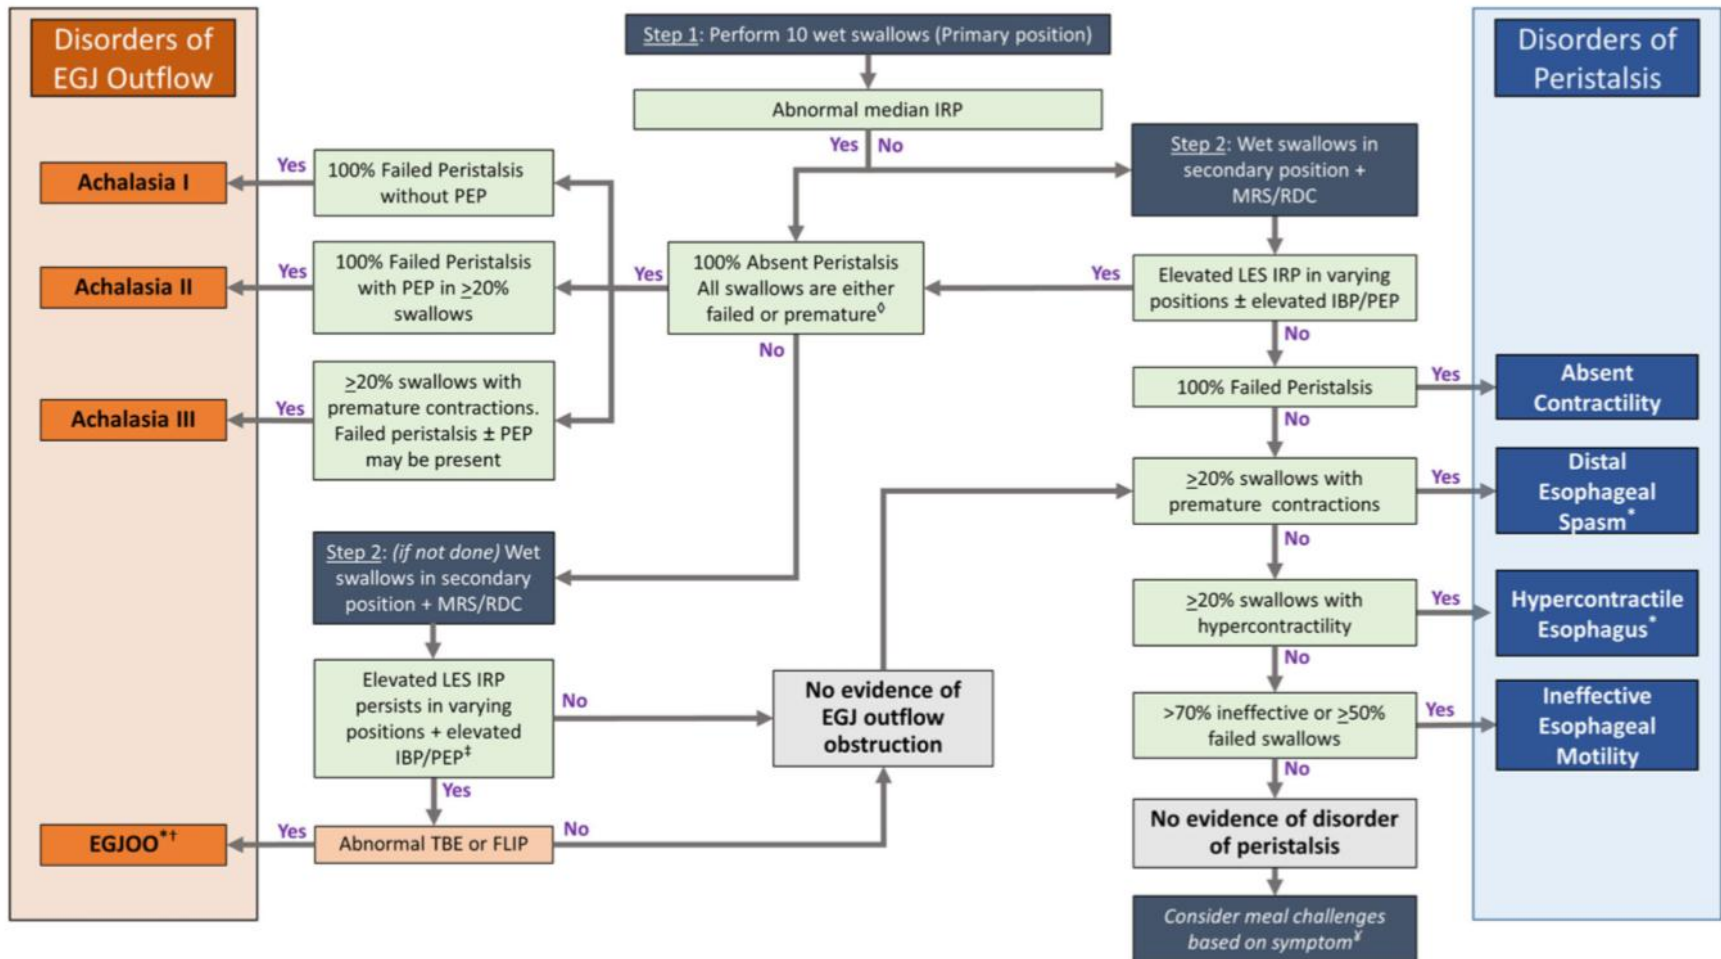 Disorders of
EGJ Outflow
Step 1: Perform 10 wet swallows (Primary position)
Disorders of
Peristalsis
Abnormal median IRP
Yes
No
Step 2: Wet swallows in
secondary position +
MRS/RDC
Achalasia I
Yes
100% Failed Peristalsis
without PEP
Achalasia II
Yes
100% Failed Peristalsis
with PEP in ≥20%
swallows
Yes
100% Absent Peristalsis
All swallows are either
failed or premature◊
Yes
Elevated LES IRP in varying
positions ± elevated IBP/PEP
No
No
Achalasia III
Yes
≥20% swallows with
premature contractions.
Failed peristalsis ± PEP
may be present
100% Failed Peristalsis
Yes
Absent
Contractility
No
≥20% swallows with
premature contractions
Yes
Distal
Esophageal
Spasm*
No
Step 2: (if not done) Wet
swallows in secondary
position + MRS/RDC
≥20% swallows with
hypercontractility
Yes
Hypercontractile
Esophagus*
No
Elevated LES IRP
persists in varying
positions + elevated
IBP/PEP‡
No
No evidence of
EGJ outflow
obstruction
>70% ineffective or ≥50%
failed swallows
Yes
Ineffective
Esophageal
Motility
Yes
No
EGJOO*†
Yes
Abnormal TBE or FLIP
No
No evidence of disorder
of peristalsis
Consider meal challenges
based on symptom¥